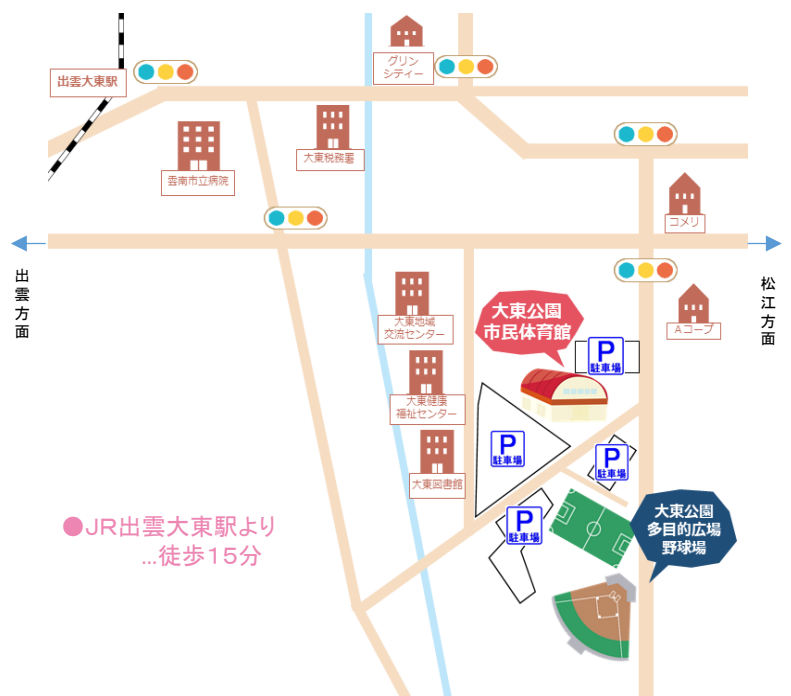 グリン
シティー
出雲大東駅
大東税務署
雲南市立病院
コメリ
出雲方面
松江方面
大東地域
交流センター
大東公園
市民体育館
Aコープ
P
駐車場
大東健康
福祉センター
P
駐車場
P
駐車場
大東図書館
P
駐車場
大東公園
多目的広場
野球場
●JR出雲大東駅より
…徒歩15分